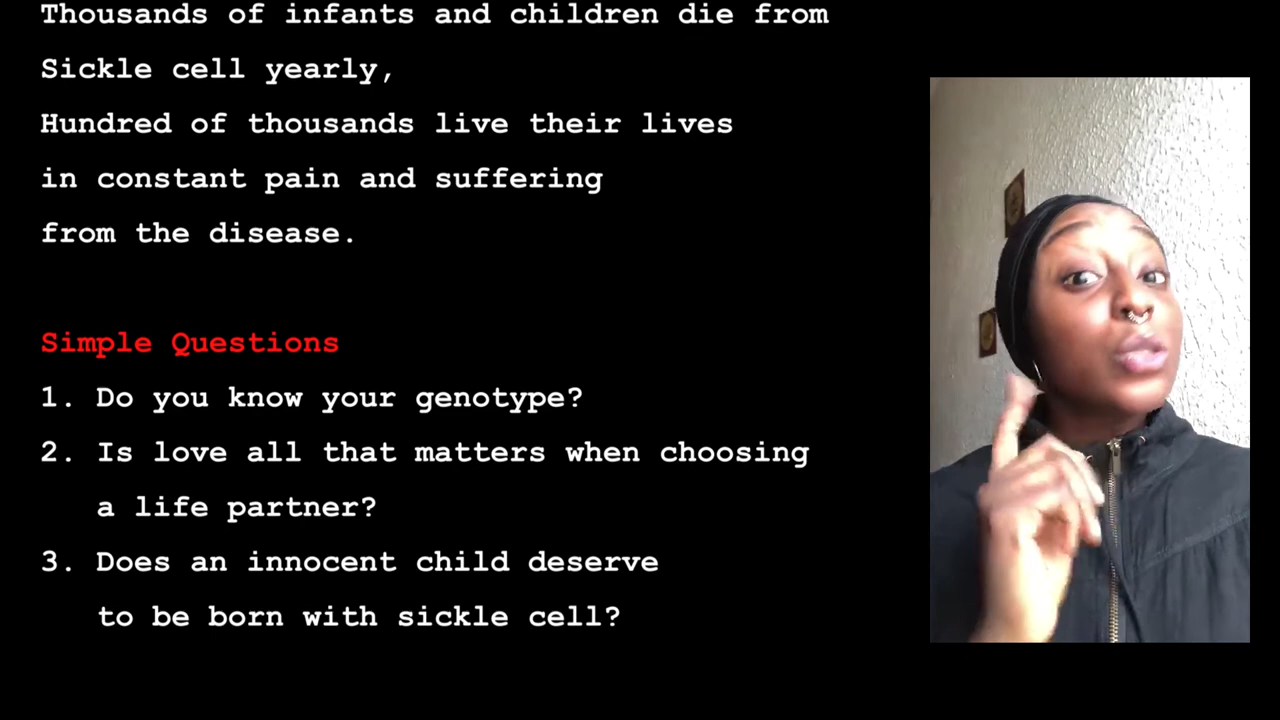 Thousands of infants and children die from
Sickle cell yearly,
Hundred of thousands live their lives
in constant pain and suffering
from the disease.
Simple Questions
1. Do you know your genotype?
2. Is love all that matters when choosing
a life partner?
3. Does an innocent child deserve
to be born with sickle cell?